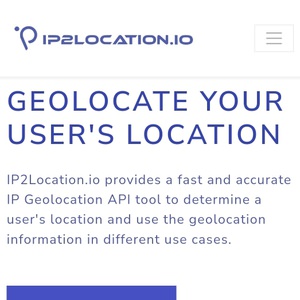 IP2LOCATION.IO
GEOLOCATE YOUR
USER'S LOCATION
IP2Location.io provides a fast and accurate
IP Geolocation API tool to determine a
user's location and use the geolocation
information in different use cases.